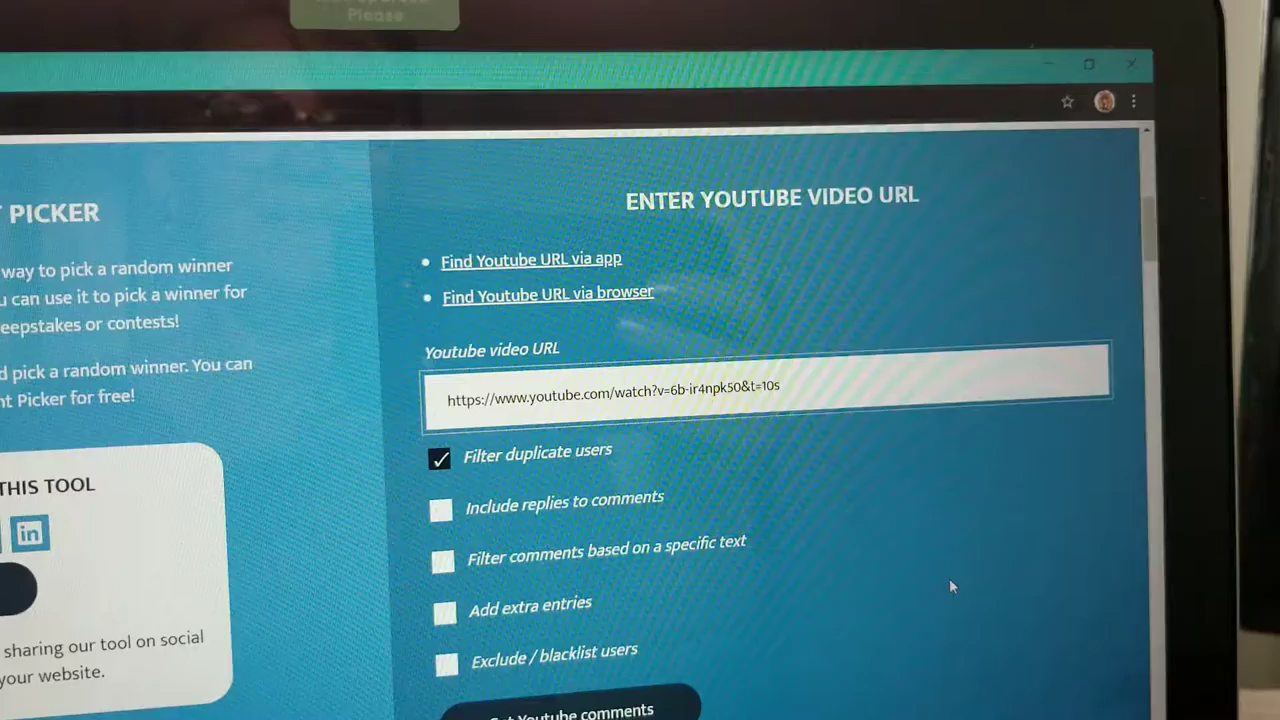 Please
PICKER
way to pick a random winner
can use it to pick a winner for
eepstakes or contests!
d pick a random winner. You can
nt Picker for free!
THIS TOOL
in
sharing our tool on social
your website.
ENTER YOUTUBE VIDEO URL
Find Youtube URL via app
Find Youtube URL via browser
Youtube video URL
https://www.youtube.com/watch?v=6b-ir4npk50&t=10s
Filter duplicate users
Include replies to comments
Filter comments based on a specific text
Add extra entries
Exclude / blacklist users
Youtube comments